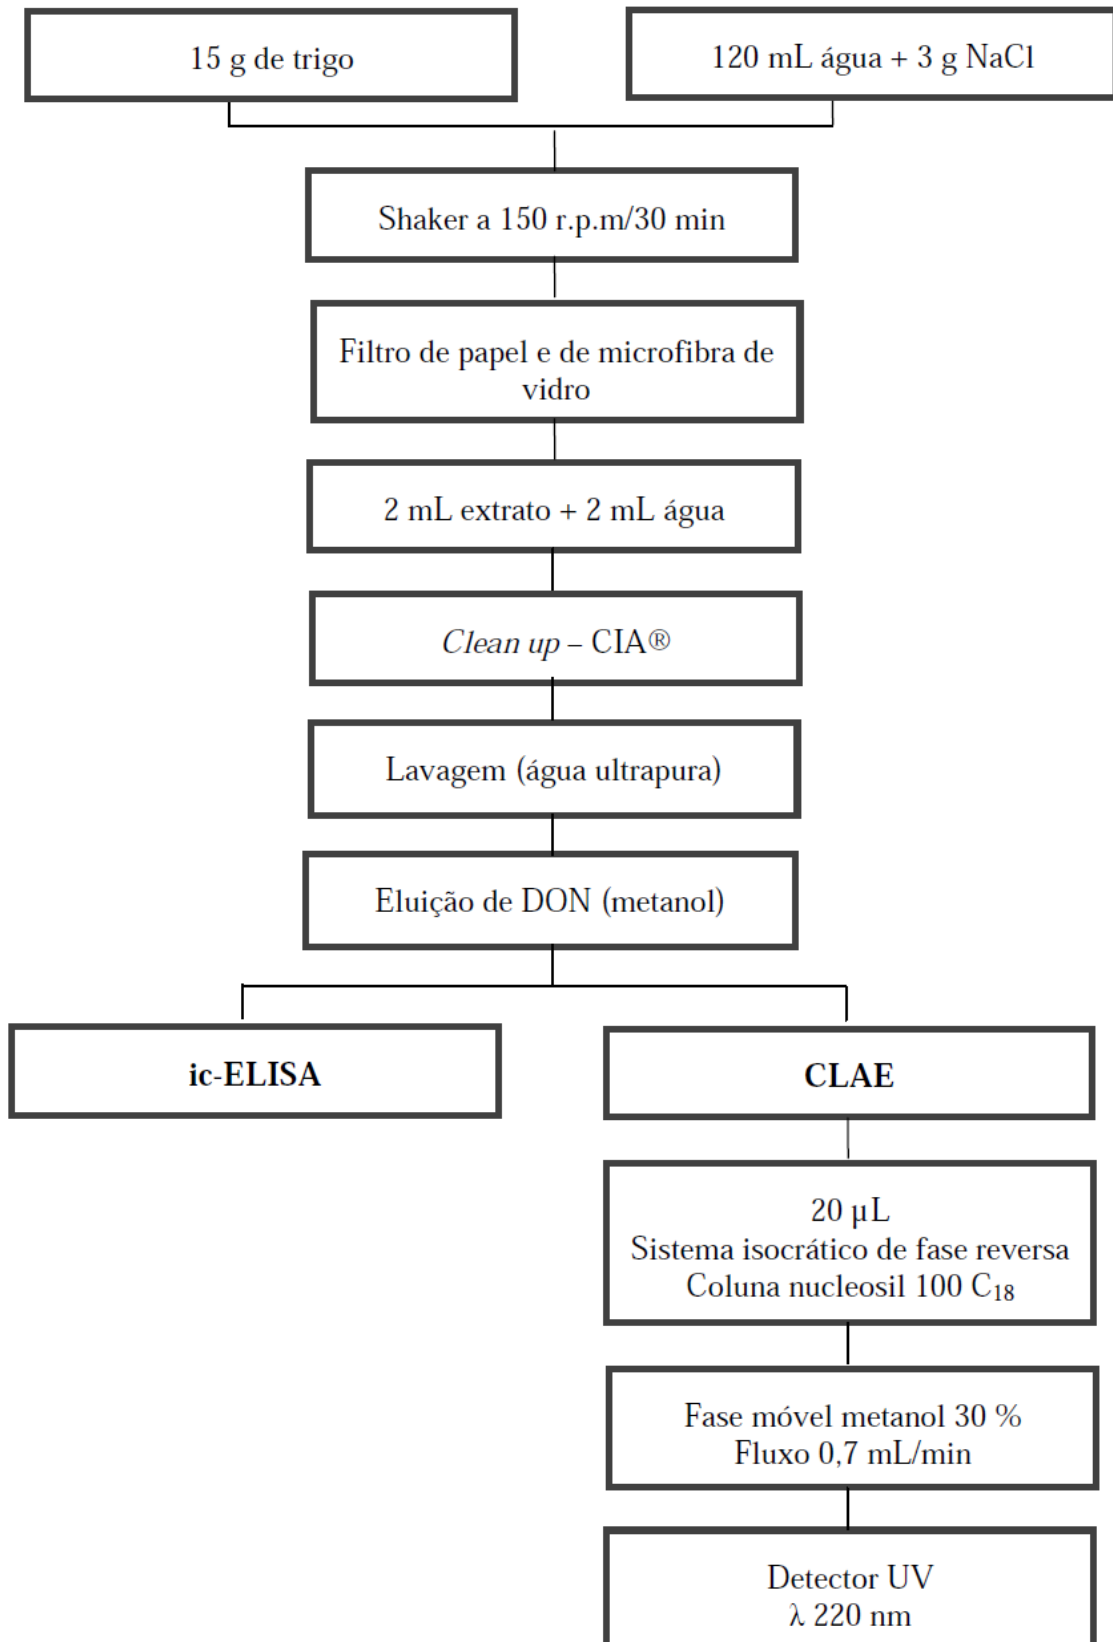 15 g de trigo
120 mL água + 3 g NaCl
Shaker a 150 r.p.m/30 min
Filtro de papel e de microfibra de
vidro
2 mL extrato + 2 mL água
Clean up – CIA®
Lavagem (água ultrapura)
Eluição de DON (metanol)
ic-ELISA
CLAE
20 µL
Sistema isocrático de fase reversa
Coluna nucleosil 100 C₁₈
Fase móvel metanol 30 %
Fluxo 0,7 mL/min
Detector UV
λ 220 nm